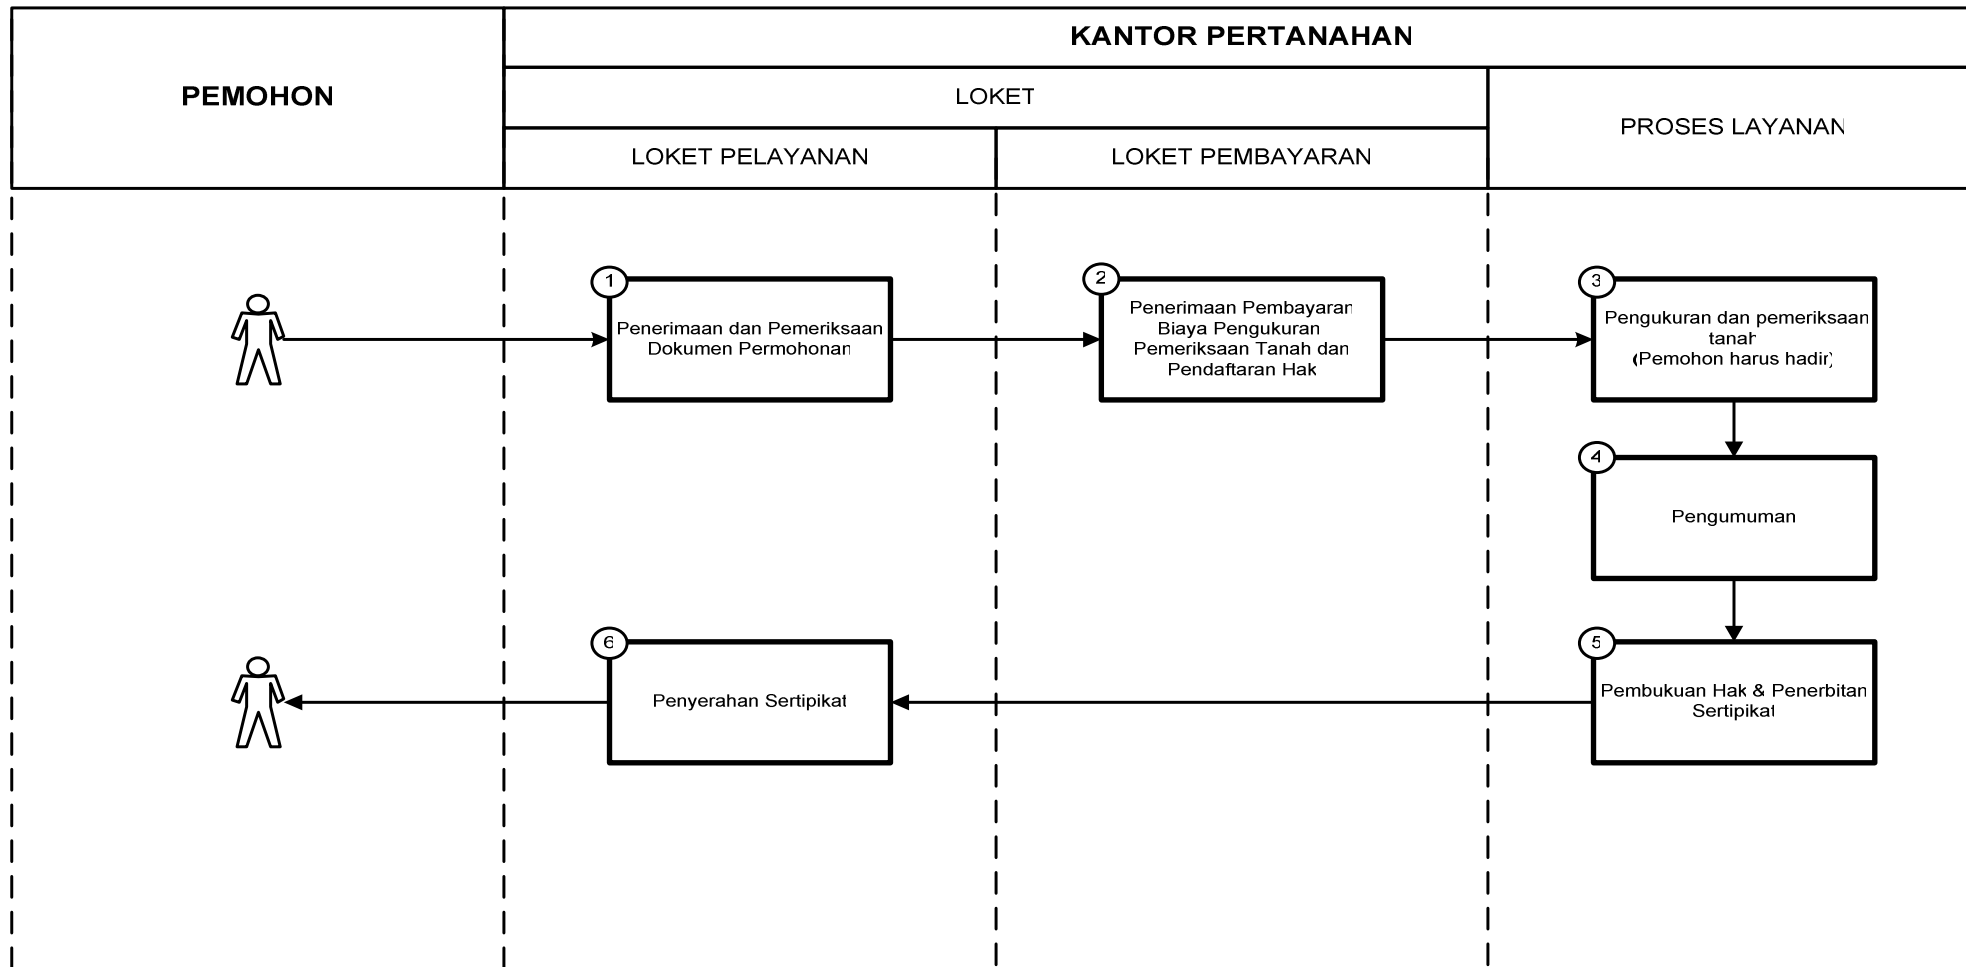 PEMOHON
KANTOR PERTANAHAN
LOKET
PROSES LAYANAN
LOKET PELAYANAN
LOKET PEMBAYARAN
1
Penerimaan dan Pemeriksaan
Dokumen Permohonan
2
Penerimaan Pembayaran
Biaya Pengukuran
Pemeriksaan Tanah dan
Pendaftaran Hak
3
Pengukuran dan pemeriksaan
tanah
(Pemohon harus hadir)
4
Pengumuman
5
Pembukuan Hak & Penerbitan
Sertipikat
6
Penyerahan Sertipikat